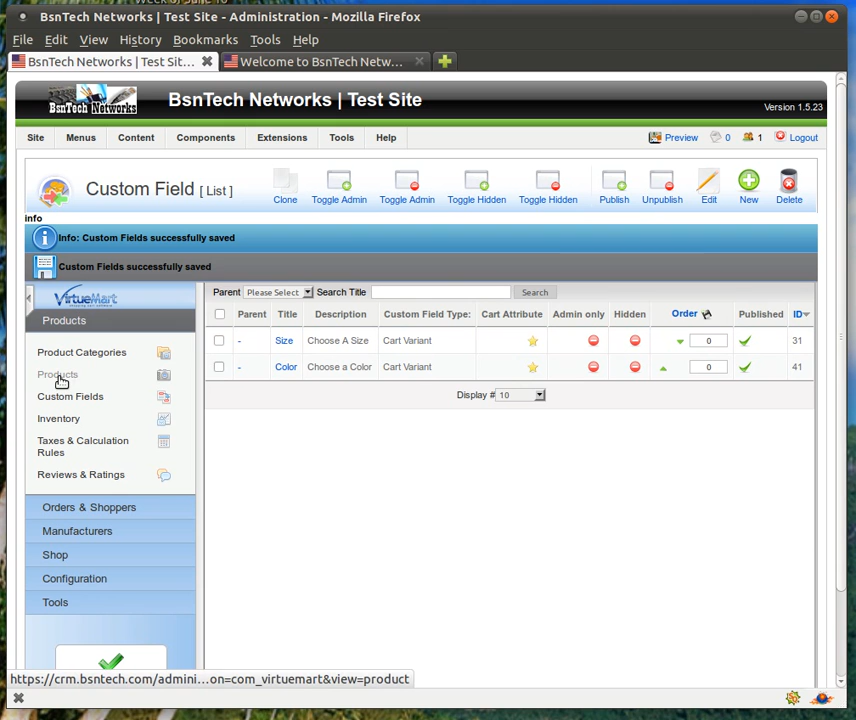 BsnTech Networks | Test Site - Administration - Mozilla Firefox
File Edit View History Bookmarks Tools Help
BsnTech Networks | Test Sit... Welcome to BsnTech Netw...
BsnTech Networks BsnTech Networks | Test Site Version 1.5.23
Site Menus Content Components Extensions Tools Help Preview 0 1 Logout
Custom Field [ List ] Clone Toggle Admin Toggle Admin Toggle Hidden Toggle Hidden Publish Unpublish Edit New Delete
info
Info: Custom Fields successfully saved
Custom Fields successfully saved
VirtueMart Parent Please Select Search Title Search
Products Parent Title Description Custom Field Type: Cart Attribute Admin only Hidden Order Published ID
- Size Choose A Size Cart Variant 0 31
Product Categories
- Color Choose a Color Cart Variant 0 41
Products
Custom Fields Display # 10
Inventory
Taxes & Calculation
Rules
Reviews & Ratings
Orders & Shoppers
Manufacturers
Shop
Configuration
Tools
https://crm.bsntech.com/admini...on=com_virtuemart&view=product